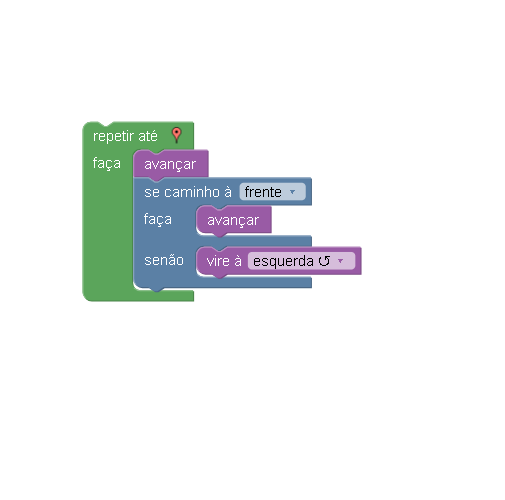 repetir até
faça avançar
se caminho à frente
faça avançar
senão vire à esquerda ↺